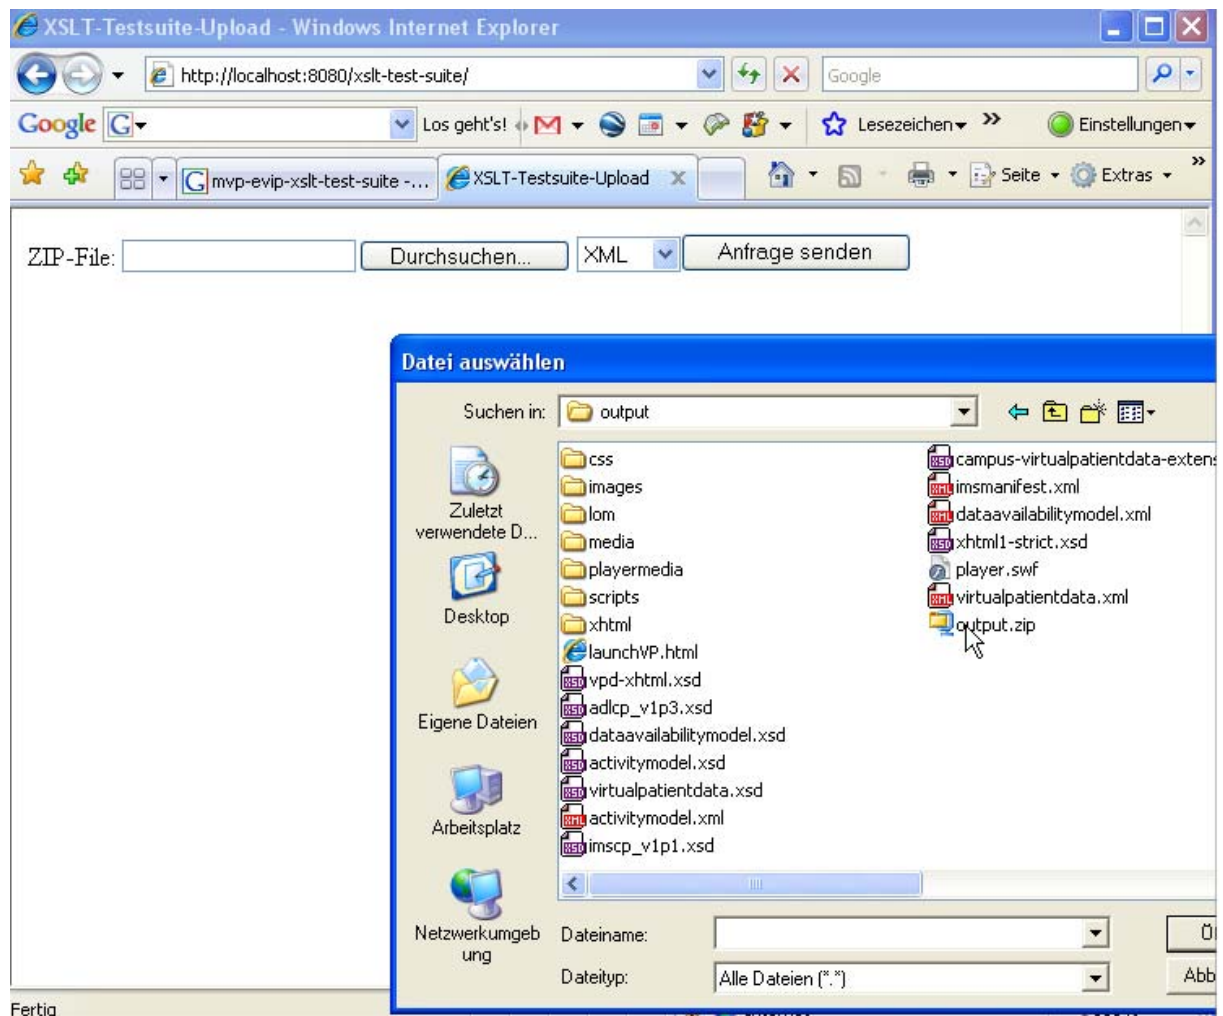 XSLT-Testsuite-Upload - Windows Internet Explorer
http://localhost:8080/xslt-test-suite/
Google
Google
G
Los geht's!
Lesezeichen
Einstellungen
G mvp-evip-xslt-test-suite -...
XSLT-Testsuite-Upload
Seite
Extras
ZIP-File:
Durchsuchen...
XML
Anfrage senden
Datei auswählen
Suchen in:
output
Zuletzt
verwendete D...
Desktop
Eigene Dateien
Arbeitsplatz
Netzwerkumgeb
ung
css
images
lom
media
playermedia
scripts
xhtml
launchVP.html
vpd-xhtml.xsd
adlcp_v1p3.xsd
dataavailabilitymodel.xsd
activitymodel.xsd
virtualpatientdata.xsd
activitymodel.xml
imscp_v1p1.xsd
campus-virtualpatientdata-extens
imsmanifest.xml
dataavailabilitymodel.xml
xhtml1-strict.xsd
player.swf
virtualpatientdata.xml
output.zip
Dateiname:
Dateityp:
Alle Dateien (*.*)
Abb
Fertig